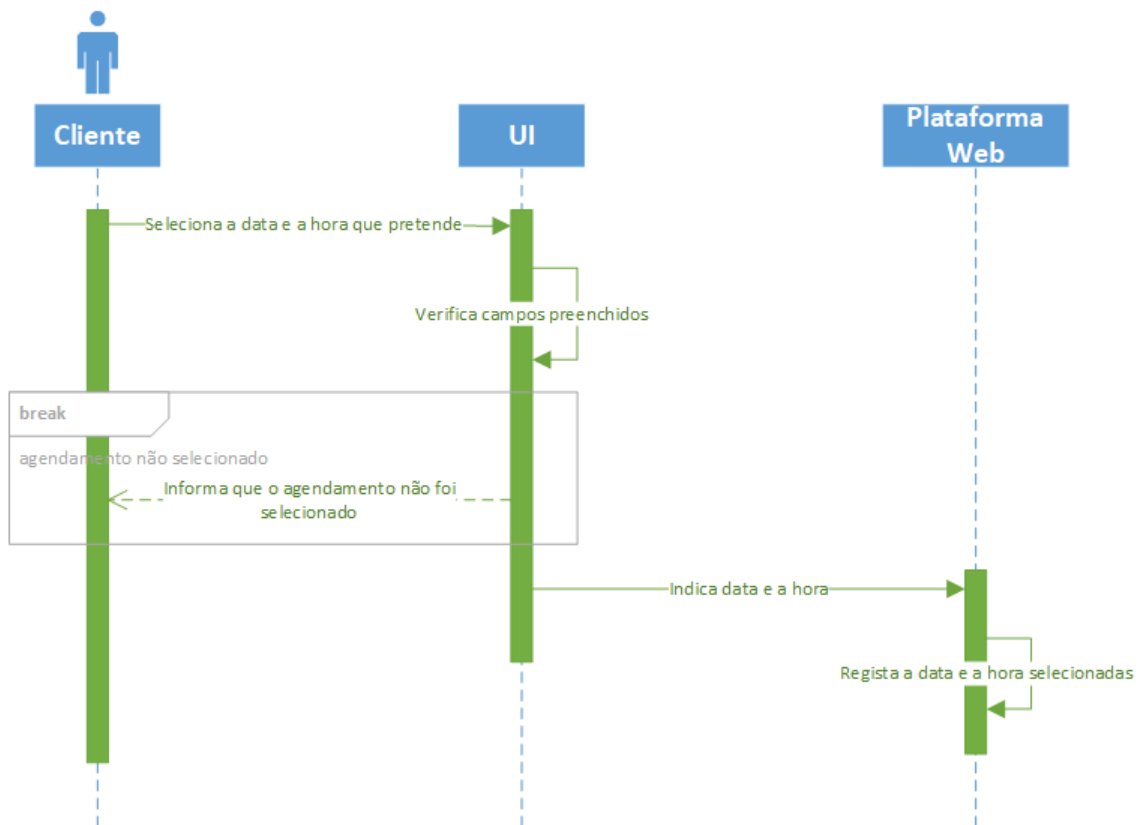 Cliente
UI
Plataforma
Web
Seleciona a data e a hora que pretende
Verifica campos preenchidos
break
agendamento não selecionado
Informa que o agendamento não foi
selecionado
Indica data e a hora
Regista a data e a hora selecionadas